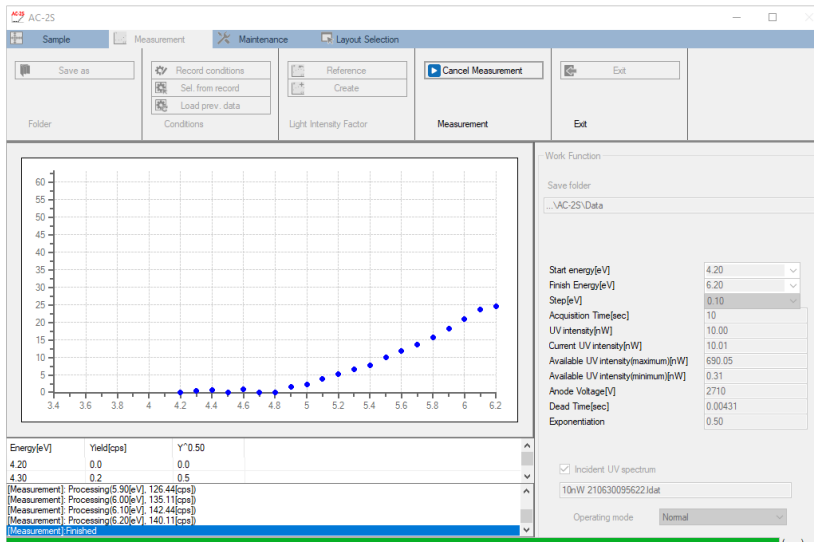 AC-2S AC-2S
Sample Measurement Maintenance Layout Selection
Save as Record conditions Reference Cancel Measurement Exit
Sel. from record Create
Load prev. data
Folder Conditions Light Intensity Factor Measurement Exit
Work Function
Save folder
...\AC-2S\Data
60
55
50
45
40
35
30
25
20
15
10
5
0
3.4 3.6 3.8 4 4.2 4.4 4.6 4.8 5 5.2 5.4 5.6 5.8 6 6.2
Start energy[eV] 4.20
Finish Energy[eV] 6.20
Step[eV] 0.10
Acquisition Time[sec] 10
UV intensity[nW] 10.00
Current UV intensity[nW] 10.01
Available UV intensity(maximum)[nW] 690.05
Available UV intensity(minimum)[nW] 0.31
Anode Voltage[V] 2710
Dead Time[sec] 0.00431
Exponentiation 0.50
Energy[eV] Yield[cps] Y^0.50
4.20 0.0 0.0
4.30 0.2 0.5
[Measurement]: Processing(5.90[eV], 126.44[cps])
[Measurement]: Processing(6.00[eV], 135.11[cps])
[Measurement]: Processing(6.10[eV], 142.44[cps])
[Measurement]: Processing(6.20[eV], 140.11[cps])
[Measurement]:Finished
Incident UV spectrum
10nW 210630095622.ldat
Operating mode Normal